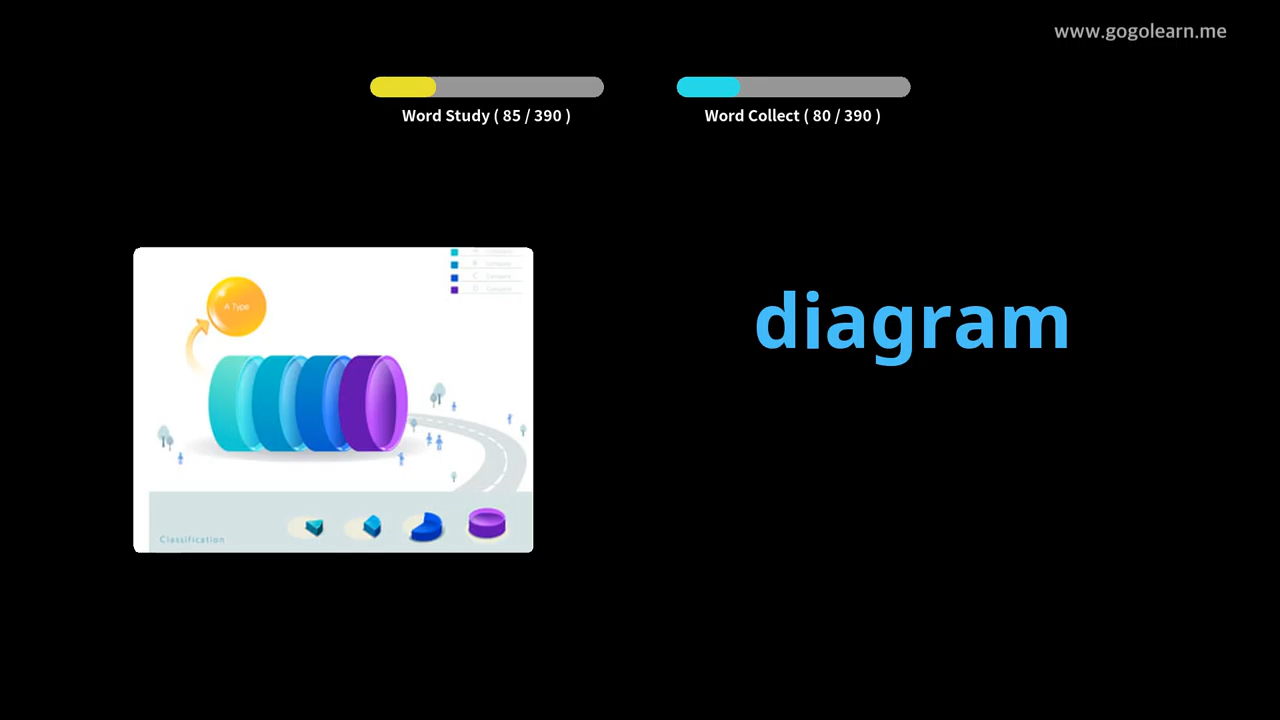 www.gogolearn.me
Word Study ( 85 / 390 )
Word Collect ( 80 / 390 )
A Type
diagram
B
C
D
Classification